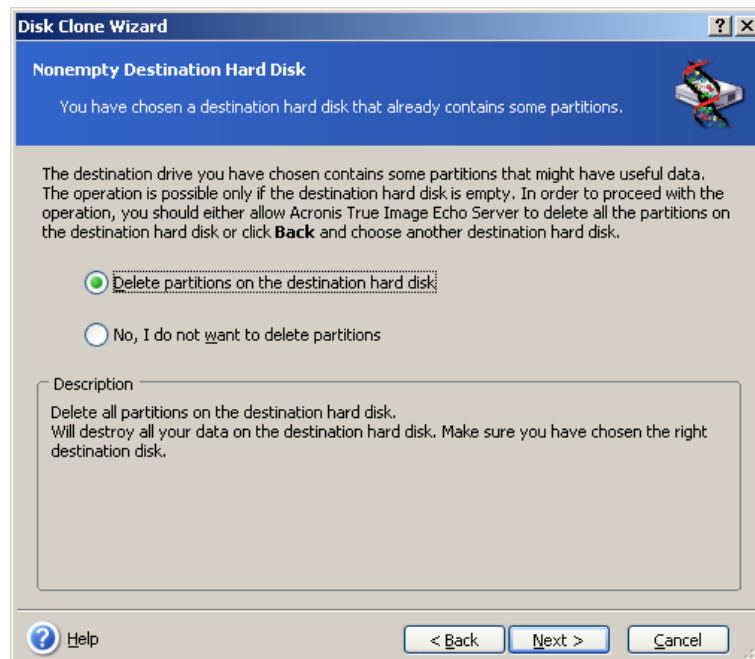 Disk Clone Wizard
Nonempty Destination Hard Disk
You have chosen a destination hard disk that already contains some partitions.
The destination drive you have chosen contains some partitions that might have useful data.
The operation is possible only if the destination hard disk is empty. In order to proceed with the
operation, you should either allow Acronis True Image Echo Server to delete all the partitions on
the destination hard disk or click Back and choose another destination hard disk.
Delete partitions on the destination hard disk
No, I do not want to delete partitions
Description
Delete all partitions on the destination hard disk.
Will destroy all your data on the destination hard disk. Make sure you have chosen the right
destination disk.
Help
< Back
Next >
Cancel